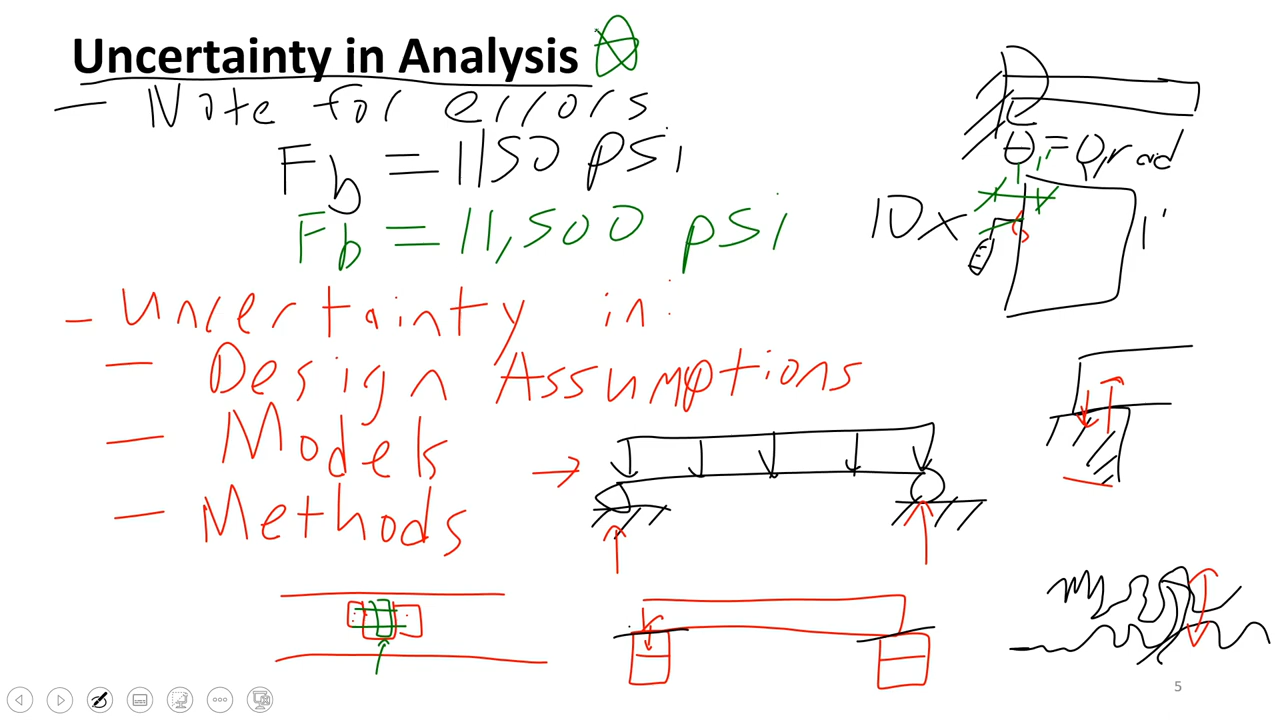 Uncertainty in Analysis
- Note for errors
Fb = 1150 psi
Fb = 11,500 psi
θ = 0, rad
10x
1'
- Uncertainty in:
- Design Assumptions
- Models
- Methods
5